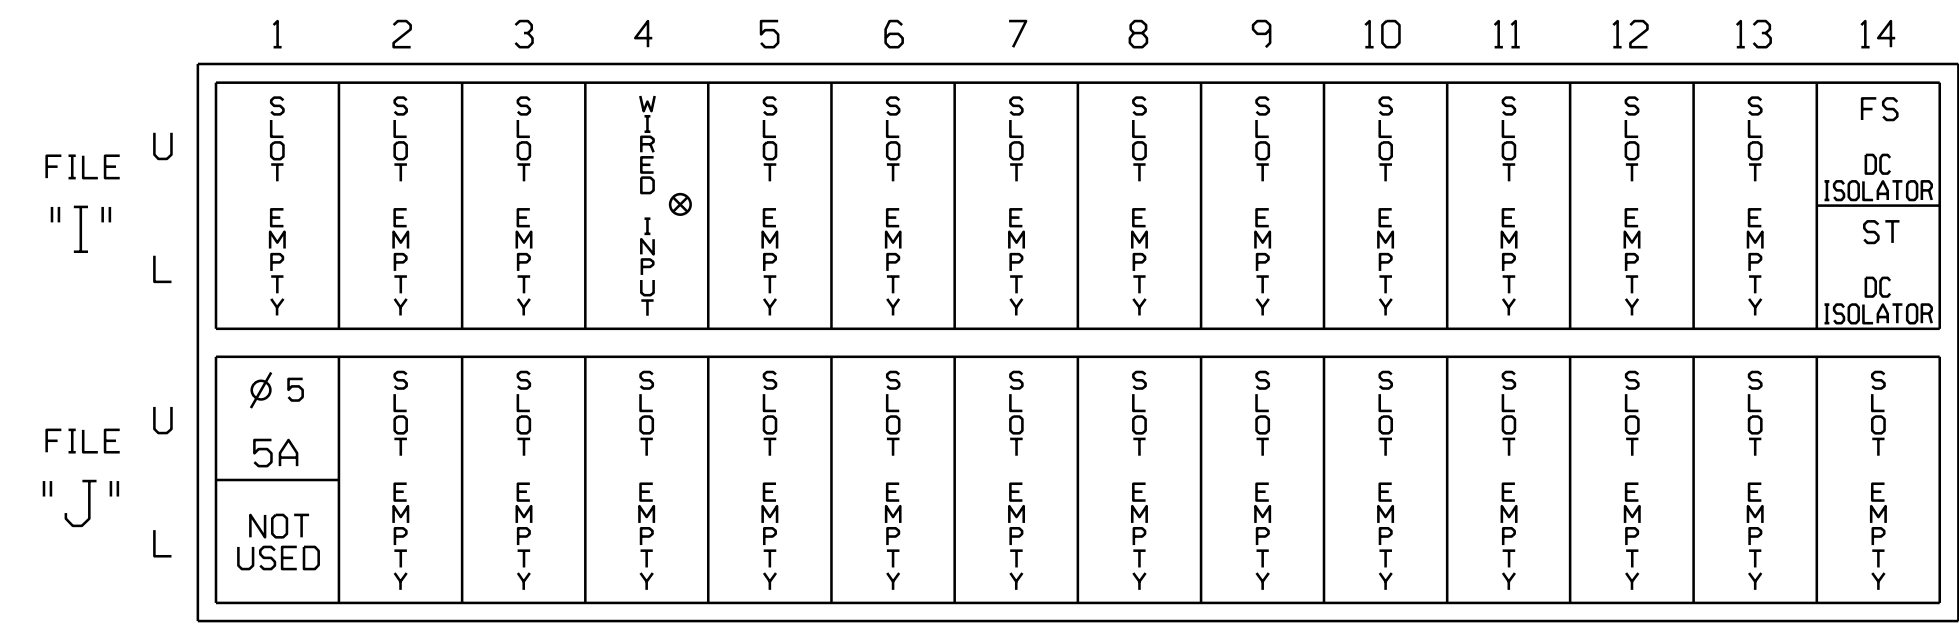 1 2 3 4 5 6 7 8 9 10 11 12 13 14
FILE
"I"
U
L
SLOT EMPTY
SLOT EMPTY
SLOT EMPTY
WIRED INPUT
SLOT EMPTY
SLOT EMPTY
SLOT EMPTY
SLOT EMPTY
SLOT EMPTY
SLOT EMPTY
SLOT EMPTY
SLOT EMPTY
SLOT EMPTY
FS
DC
ISOLATOR
ST
DC
ISOLATOR
FILE
"J"
U
L
Ø 5
5A
NOT
USED
SLOT EMPTY
SLOT EMPTY
SLOT EMPTY
SLOT EMPTY
SLOT EMPTY
SLOT EMPTY
SLOT EMPTY
SLOT EMPTY
SLOT EMPTY
SLOT EMPTY
SLOT EMPTY
SLOT EMPTY
SLOT EMPTY